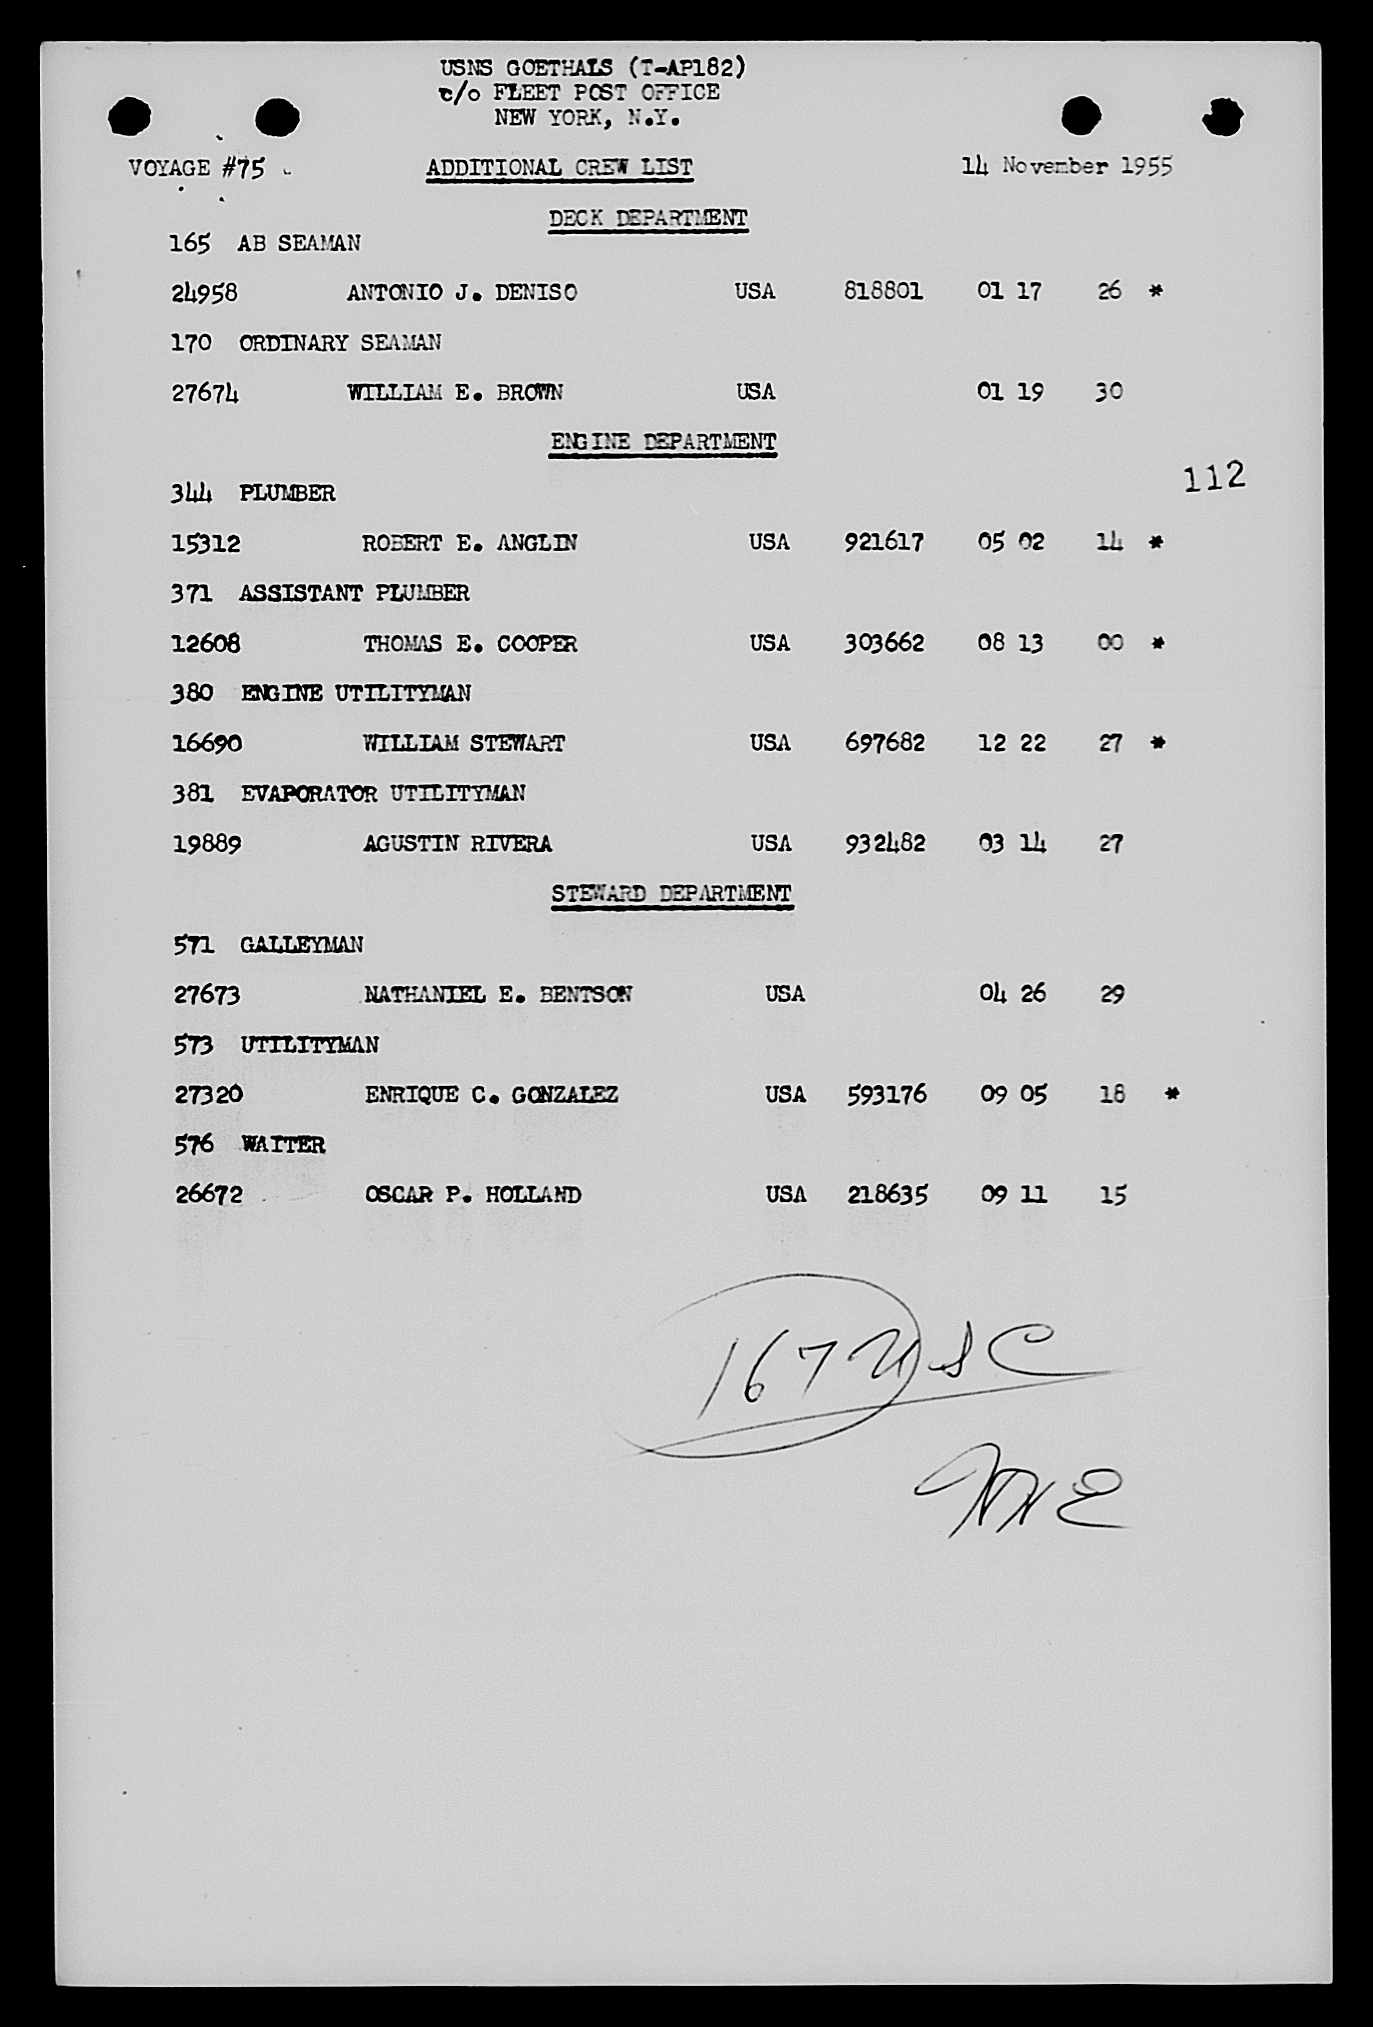 USNS GOETHALS (T-AP182)
c/o FLEET POST OFFICE
NEW YORK, N.Y.
VOYAGE #75 ADDITIONAL CREW LIST 14 November 1955
DECK DEPARTMENT
165 AB SEAMAN
24958 ANTONIO J. DENISO USA 818801 01 17 26 *
170 ORDINARY SEAMAN
27674 WILLIAM E. BROWN USA 01 19 30
ENGINE DEPARTMENT
112
344 PLUMBER
15312 ROBERT E. ANGLIN USA 921617 05 02 14 *
371 ASSISTANT PLUMBER
12608 THOMAS E. COOPER USA 303662 08 13 00 *
380 ENGINE UTILITYMAN
16690 WILLIAM STEWART USA 697682 12 22 27 *
381 EVAPORATOR UTILITYMAN
19889 AGUSTIN RIVERA USA 932482 03 14 27
STEWARD DEPARTMENT
571 GALLEYMAN
27673 NATHANIEL E. BENTSON USA 04 26 29
573 UTILITYMAN
27320 ENRIQUE C. GONZALEZ USA 593176 09 05 18 *
576 WAITER
26672 OSCAR P. HOLLAND USA 218635 09 11 15
167 USC